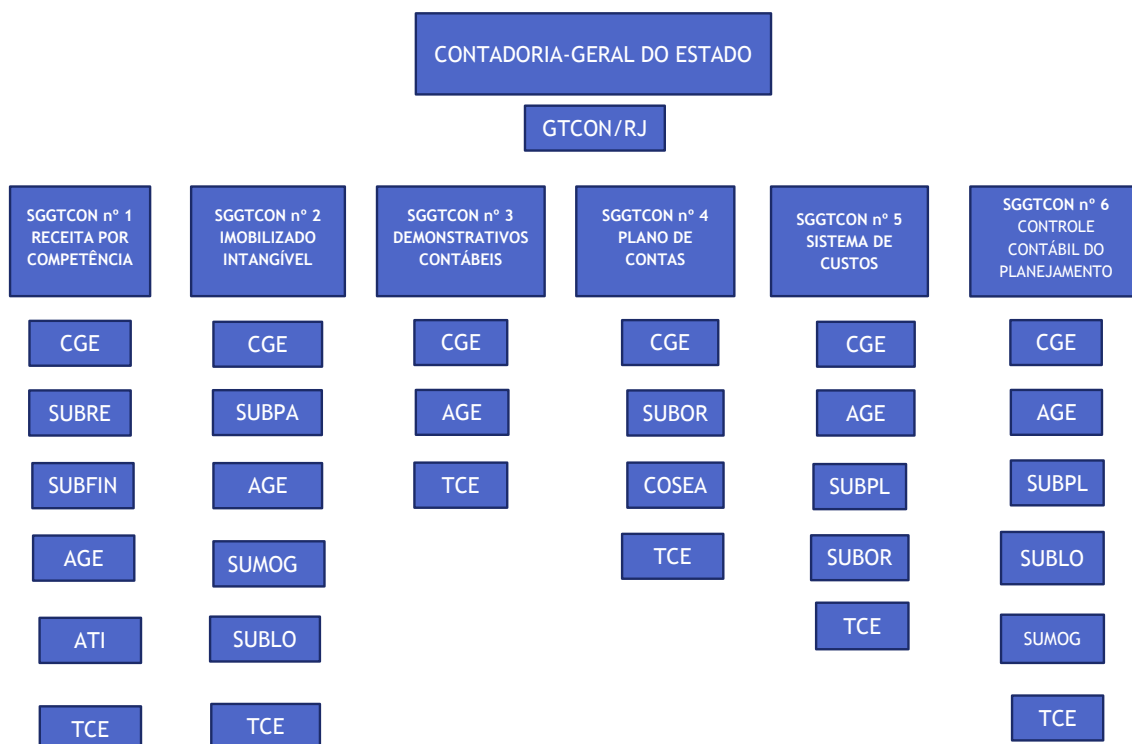 CONTADORIA-GERAL DO ESTADO
GTCON/RJ
SGGTCON nº 1
RECEITA POR
COMPETÊNCIA
CGE
SUBRE
SUBFIN
AGE
ATI
TCE
SGGTCON nº 2
IMOBILIZADO
INTANGÍVEL
CGE
SUBPA
AGE
SUMOG
SUBLO
TCE
SGGTCON nº 3
DEMONSTRATIVOS
CONTÁBEIS
CGE
AGE
TCE
SGGTCON nº 4
PLANO DE
CONTAS
CGE
SUBOR
COSEA
TCE
SGGTCON nº 5
SISTEMA DE
CUSTOS
CGE
AGE
SUBPL
SUBOR
TCE
SGGTCON nº 6
CONTROLE
CONTÁBIL DO
PLANEJAMENTO
CGE
AGE
SUBPL
SUBLO
SUMOG
TCE